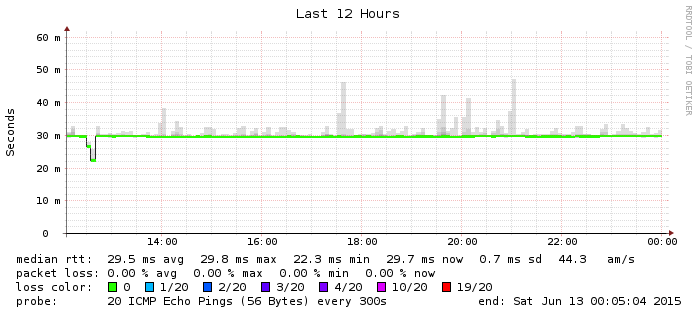 Last 12 Hours
RRDTOOL / TOBI OETIKER
Seconds
60 m
50 m
40 m
30 m
20 m
10 m
0
14:00 16:00 18:00 20:00 22:00 00:00
median rtt: 29.5 ms avg 29.8 ms max 22.3 ms min 29.7 ms now 0.7 ms sd 44.3 am/s
packet loss: 0.00 % avg 0.00 % max 0.00 % min 0.00 % now
loss color: 0 1/20 2/20 3/20 4/20 10/20 19/20
probe: 20 ICMP Echo Pings (56 Bytes) every 300s end: Sat Jun 13 00:05:04 2015